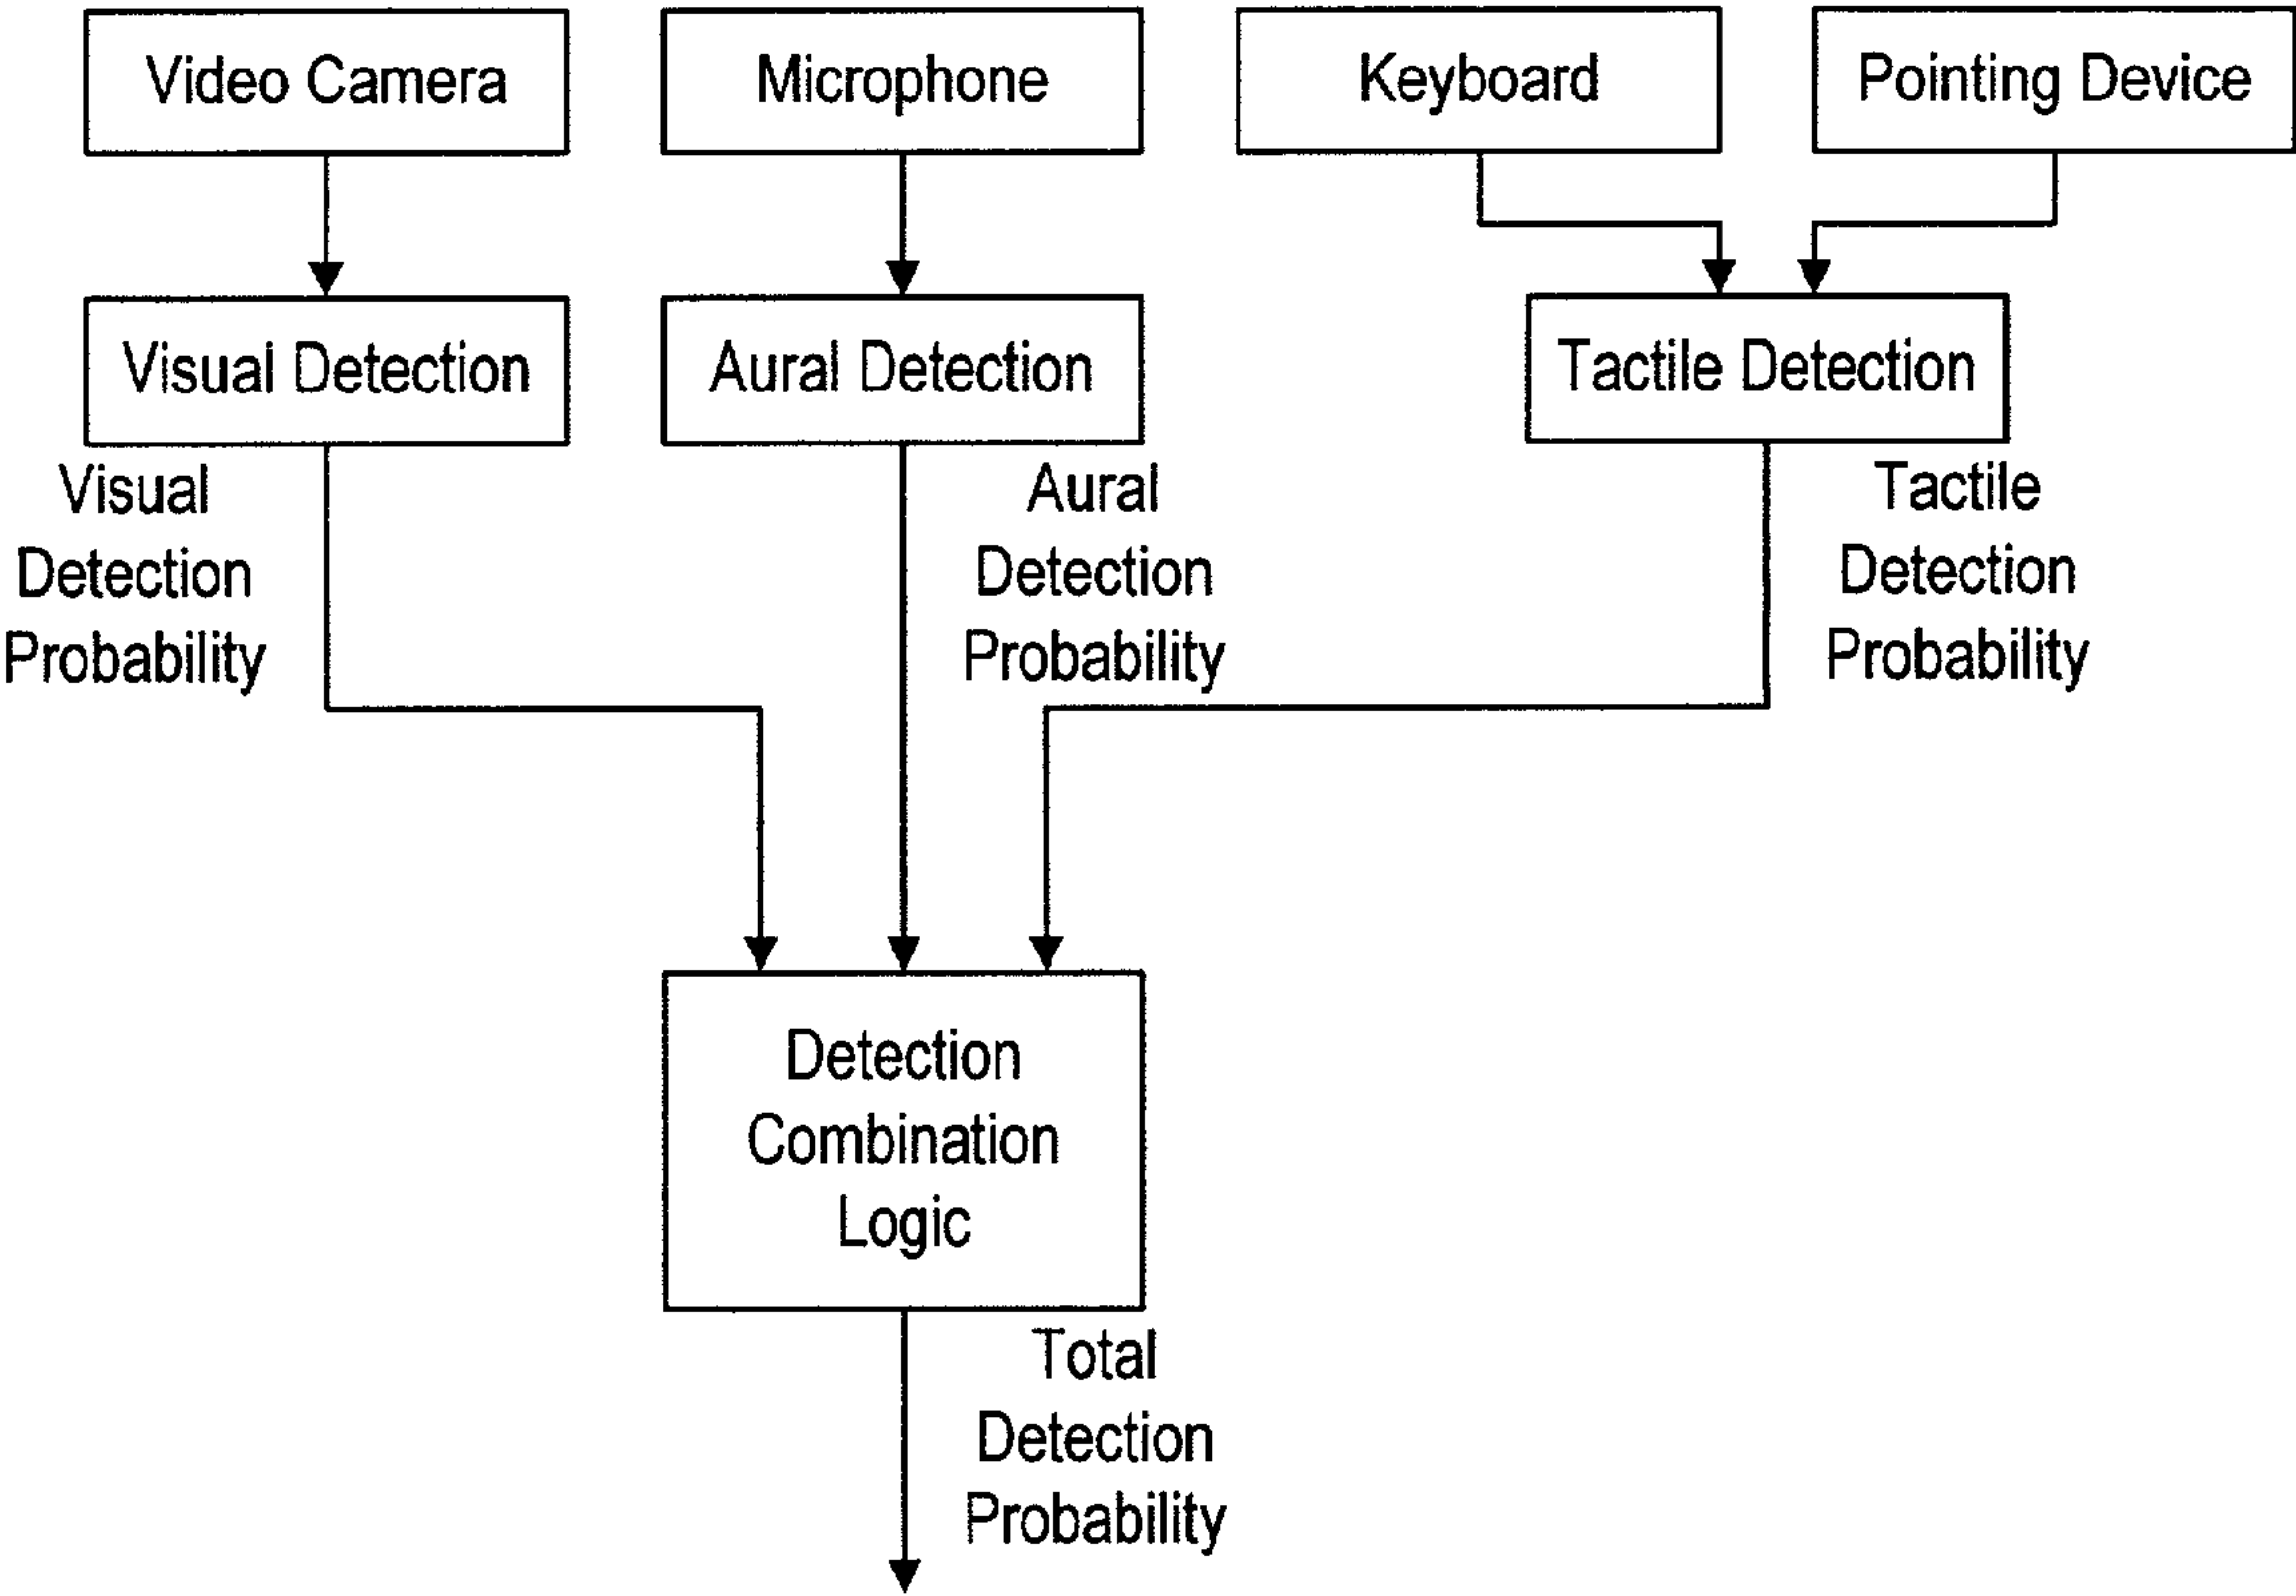 Video Camera
Microphone
Keyboard
Pointing Device
Visual Detection
Aural Detection
Tactile Detection
Visual
Detection
Probability
Aural
Detection
Probability
Tactile
Detection
Probability
Detection
Combination
Logic
Total
Detection
Probability